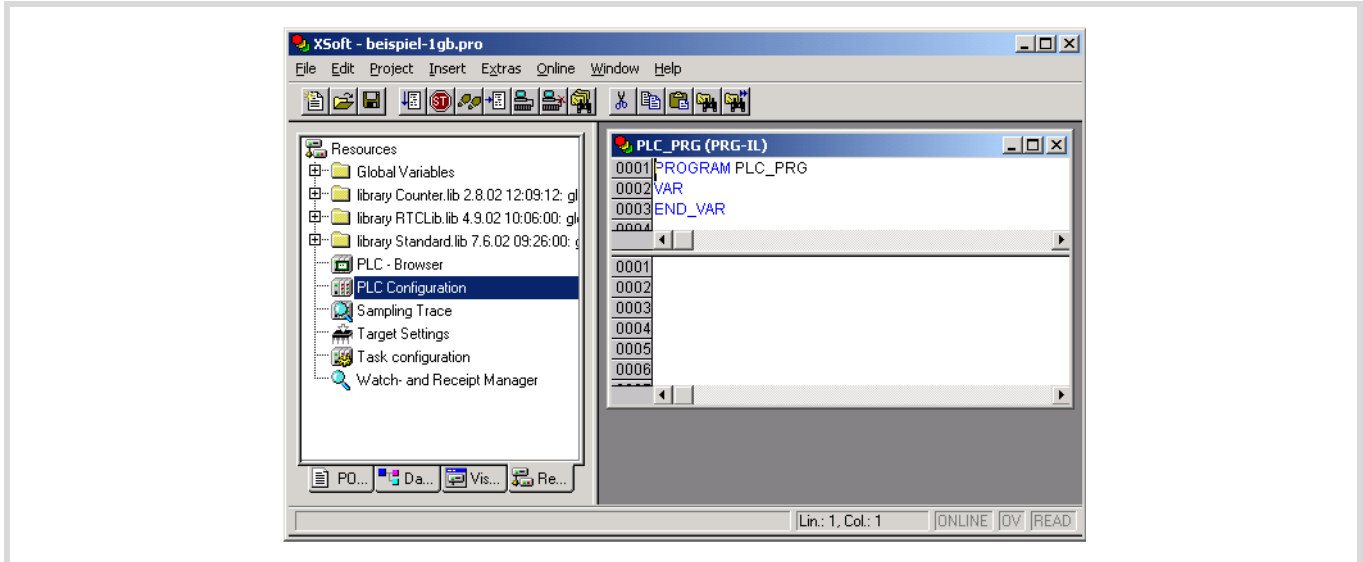 XSoft - beispiel-1gb.pro
File Edit Project Insert Extras Online Window Help
ST
Resources
Global Variables
library Counter.lib 2.8.02 12:09:12: gl
library RTCLib.lib 4.9.02 10:06:00:
library Standard.lib 7.6.02 09:26:00:
PLC - Browser
PLC Configuration
Sampling Trace
Target Settings
Task configuration
Watch- and Receipt Manager
PO... Da... Vis... Re...
PLC_PRG (PRG-IL)
0001 PROGRAM PLC_PRG
0002 VAR
0003 END_VAR
0004
0001
0002
0003
0004
0005
0006
Lin.: 1, Col.: 1 ONLINE OV READ